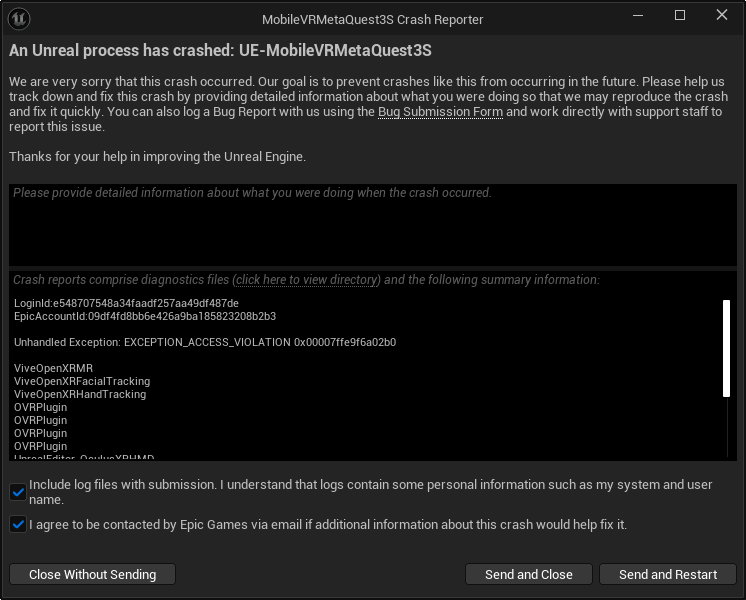 MobileVRMetaQuest3S Crash Reporter
An Unreal process has crashed: UE-MobileVRMetaQuest3S
We are very sorry that this crash occurred. Our goal is to prevent crashes like this from occurring in the future. Please help us
track down and fix this crash by providing detailed information about what you were doing so that we may reproduce the crash
and fix it quickly. You can also log a Bug Report with us using the Bug Submission Form and work directly with support staff to
report this issue.
Thanks for your help in improving the Unreal Engine.
Please provide detailed information about what you were doing when the crash occurred.
Crash reports comprise diagnostics files (click here to view directory) and the following summary information:
LoginId:e548707548a34faadf257aa49df487de
EpicAccountId:09df4fd8bb6e426a9ba185823208b2b3
Unhandled Exception: EXCEPTION_ACCESS_VIOLATION 0x00007ffe9f6a02b0
ViveOpenXRMR
ViveOpenXRFacialTracking
ViveOpenXRHandTracking
OVRPlugin
OVRPlugin
OVRPlugin
OVRPlugin
UnrealEditor_OculusXRHMD
Include log files with submission. I understand that logs contain some personal information such as my system and user
name.
I agree to be contacted by Epic Games via email if additional information about this crash would help fix it.
Close Without Sending
Send and Close
Send and Restart